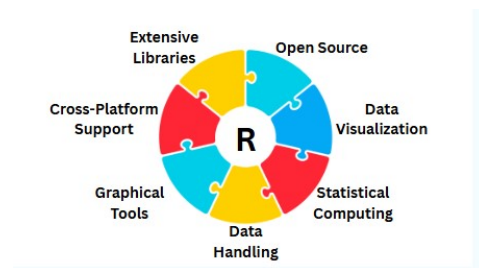 Extensive
Libraries
Open Source
Cross-Platform
Support
Data
Visualization
R
Graphical
Tools
Statistical
Computing
Data
Handling